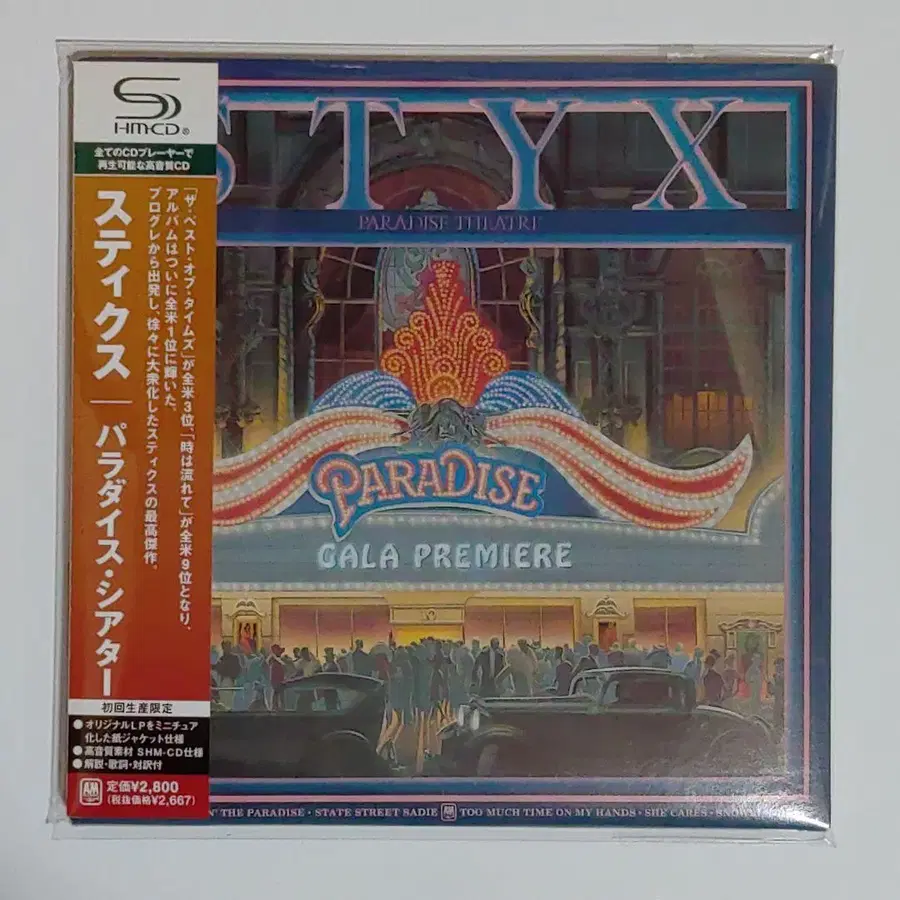 SHM-CD®
全てのCDプレーヤーで
再生可能な高音質CD
スティクス｜パラダイス・シアター
「ザ・ベスト・オブ・タイムズ」が全米3位、「時は流れて」が全米9位となり、
アルバムはついに全米1位に輝いた。
プログレから出発し、徐々に大衆化したスティクスの最高傑作。
初回生産限定
●オリジナルLPをミニチュア
化した紙ジャケット仕様
●高音質素材 SHM-CD仕様
●解説・歌詞・対訳付
A&M
定価¥2,800
(税抜価格¥2,667)
STYX
PARADISE THEATRE
PARADISE
GALA PREMIERE
THE PARADISE · STATE STREET SADIE A&M TOO MUCH TIME ON MY HANDS · SHE CARES ·